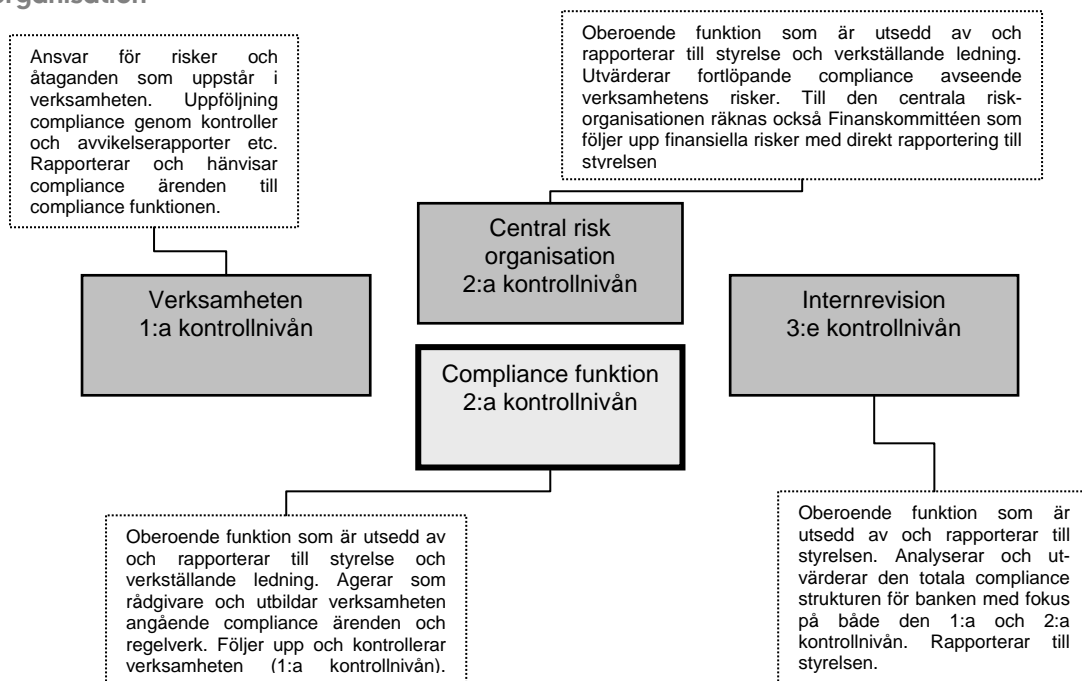 organisation
Ansvar för risker och
åtaganden som uppstår i
verksamheten. Uppföljning
compliance genom kontroller
och avvikelserapporter etc.
Rapporterar och hänvisar
compliance ärenden till
compliance funktionen.
Oberoende funktion som är utsedd av och
rapporterar till styrelse och verkställande ledning.
Utvärderar fortlöpande compliance avseende
verksamhetens risker. Till den centrala risk-
organisationen räknas också Finanskommittéen som
följer upp finansiella risker med direkt rapportering till
styrelsen
Central risk
organisation
2:a kontrollnivån
Verksamheten
1:a kontrollnivån
Internrevision
3:e kontrollnivån
Compliance funktion
2:a kontrollnivån
Oberoende funktion som är utsedd av
och rapporterar till styrelse och
verkställande ledning. Agerar som
rådgivare och utbildar verksamheten
angående compliance ärenden och
regelverk. Följer upp och kontrollerar
verksamheten (1:a kontrollnivån).
Oberoende funktion som är
utsedd av och rapporterar till
styrelsen. Analyserar och ut-
värderar den totala compliance
strukturen för banken med fokus
på både den 1:a och 2:a
kontrollnivån. Rapporterar till
styrelsen.